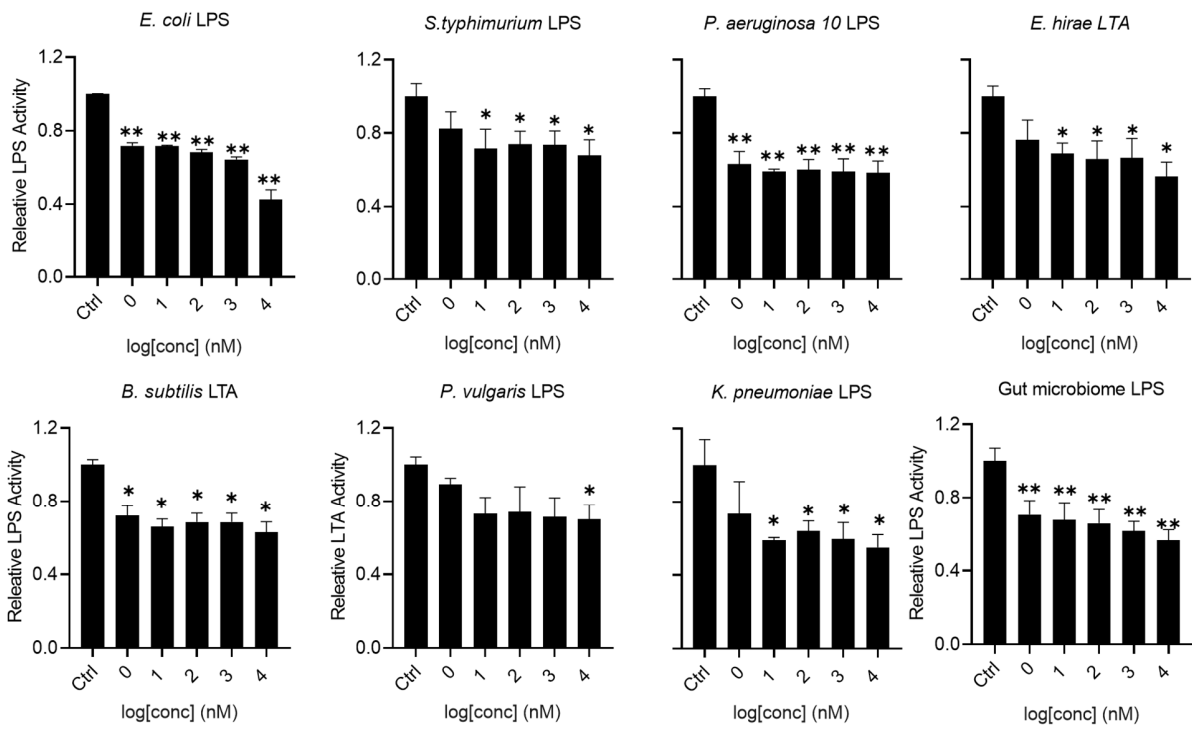 E. coli LPS
Releative LPS Activity
1.2
0.8
0.4
0.0
** ** ** ** **
Ctrl 0 1 2 3 4
log[conc] (nM)
S.typhimurium LPS
1.2
0.8
0.4
0.0
* * * *
Ctrl 0 1 2 3 4
log[conc] (nM)
P. aeruginosa 10 LPS
** ** ** ** **
Ctrl 0 1 2 3 4
log[conc] (nM)
E. hirae LTA
* * * *
Ctrl 0 1 2 3 4
log[conc] (nM)
B. subtilis LTA
Releative LPS Activity
1.2
0.8
0.4
0.0
* * * * *
Ctrl 0 1 2 3 4
log[conc] (nM)
P. vulgaris LPS
Releative LTA Activity
1.2
0.8
0.4
0.0
*
Ctrl 0 1 2 3 4
log[conc] (nM)
K. pneumoniae LPS
* * * *
Ctrl 0 1 2 3 4
log[conc] (nM)
Gut microbiome LPS
Releative LPS Activity
1.2
0.8
0.4
0.0
** ** ** ** **
Ctrl 0 1 2 3 4
log[conc] (nM)